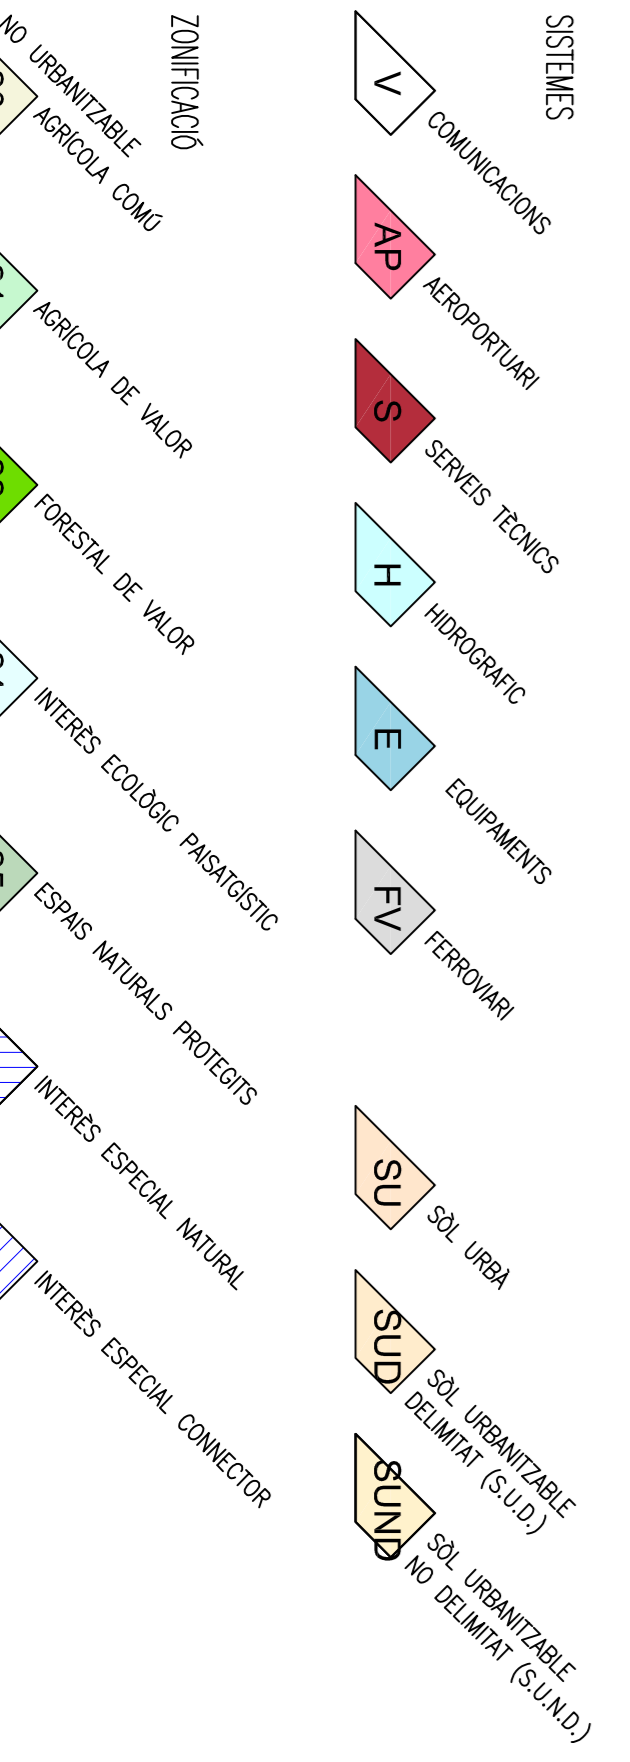 SISTEMES
V
COMUNICACIONS
AP
AEROPORTUARI
S
SERVEIS TÈCNICS
H
HIDROGRAFIC
E
EQUIPAMENTS
FV
FERROVIARI
SU
SÒL URBÀ
SUD
SÒL URBANITZABLE
DELIMITAT (S.U.D.)
SUND
SÒL URBANITZABLE
NO DELIMITAT (S.U.N.D.)
ZONIFICACIÓ
NO URBANITZABLE
AGRÍCOLA COMÚ
AGRÍCOLA DE VALOR
FORESTAL DE VALOR
INTERÈS ECOLÒGIC PAISATGÍSTIC
ESPAIS NATURALS PROTEGITS
INTERÈS ESPECIAL NATURAL
INTERÈS ESPECIAL CONNECTOR